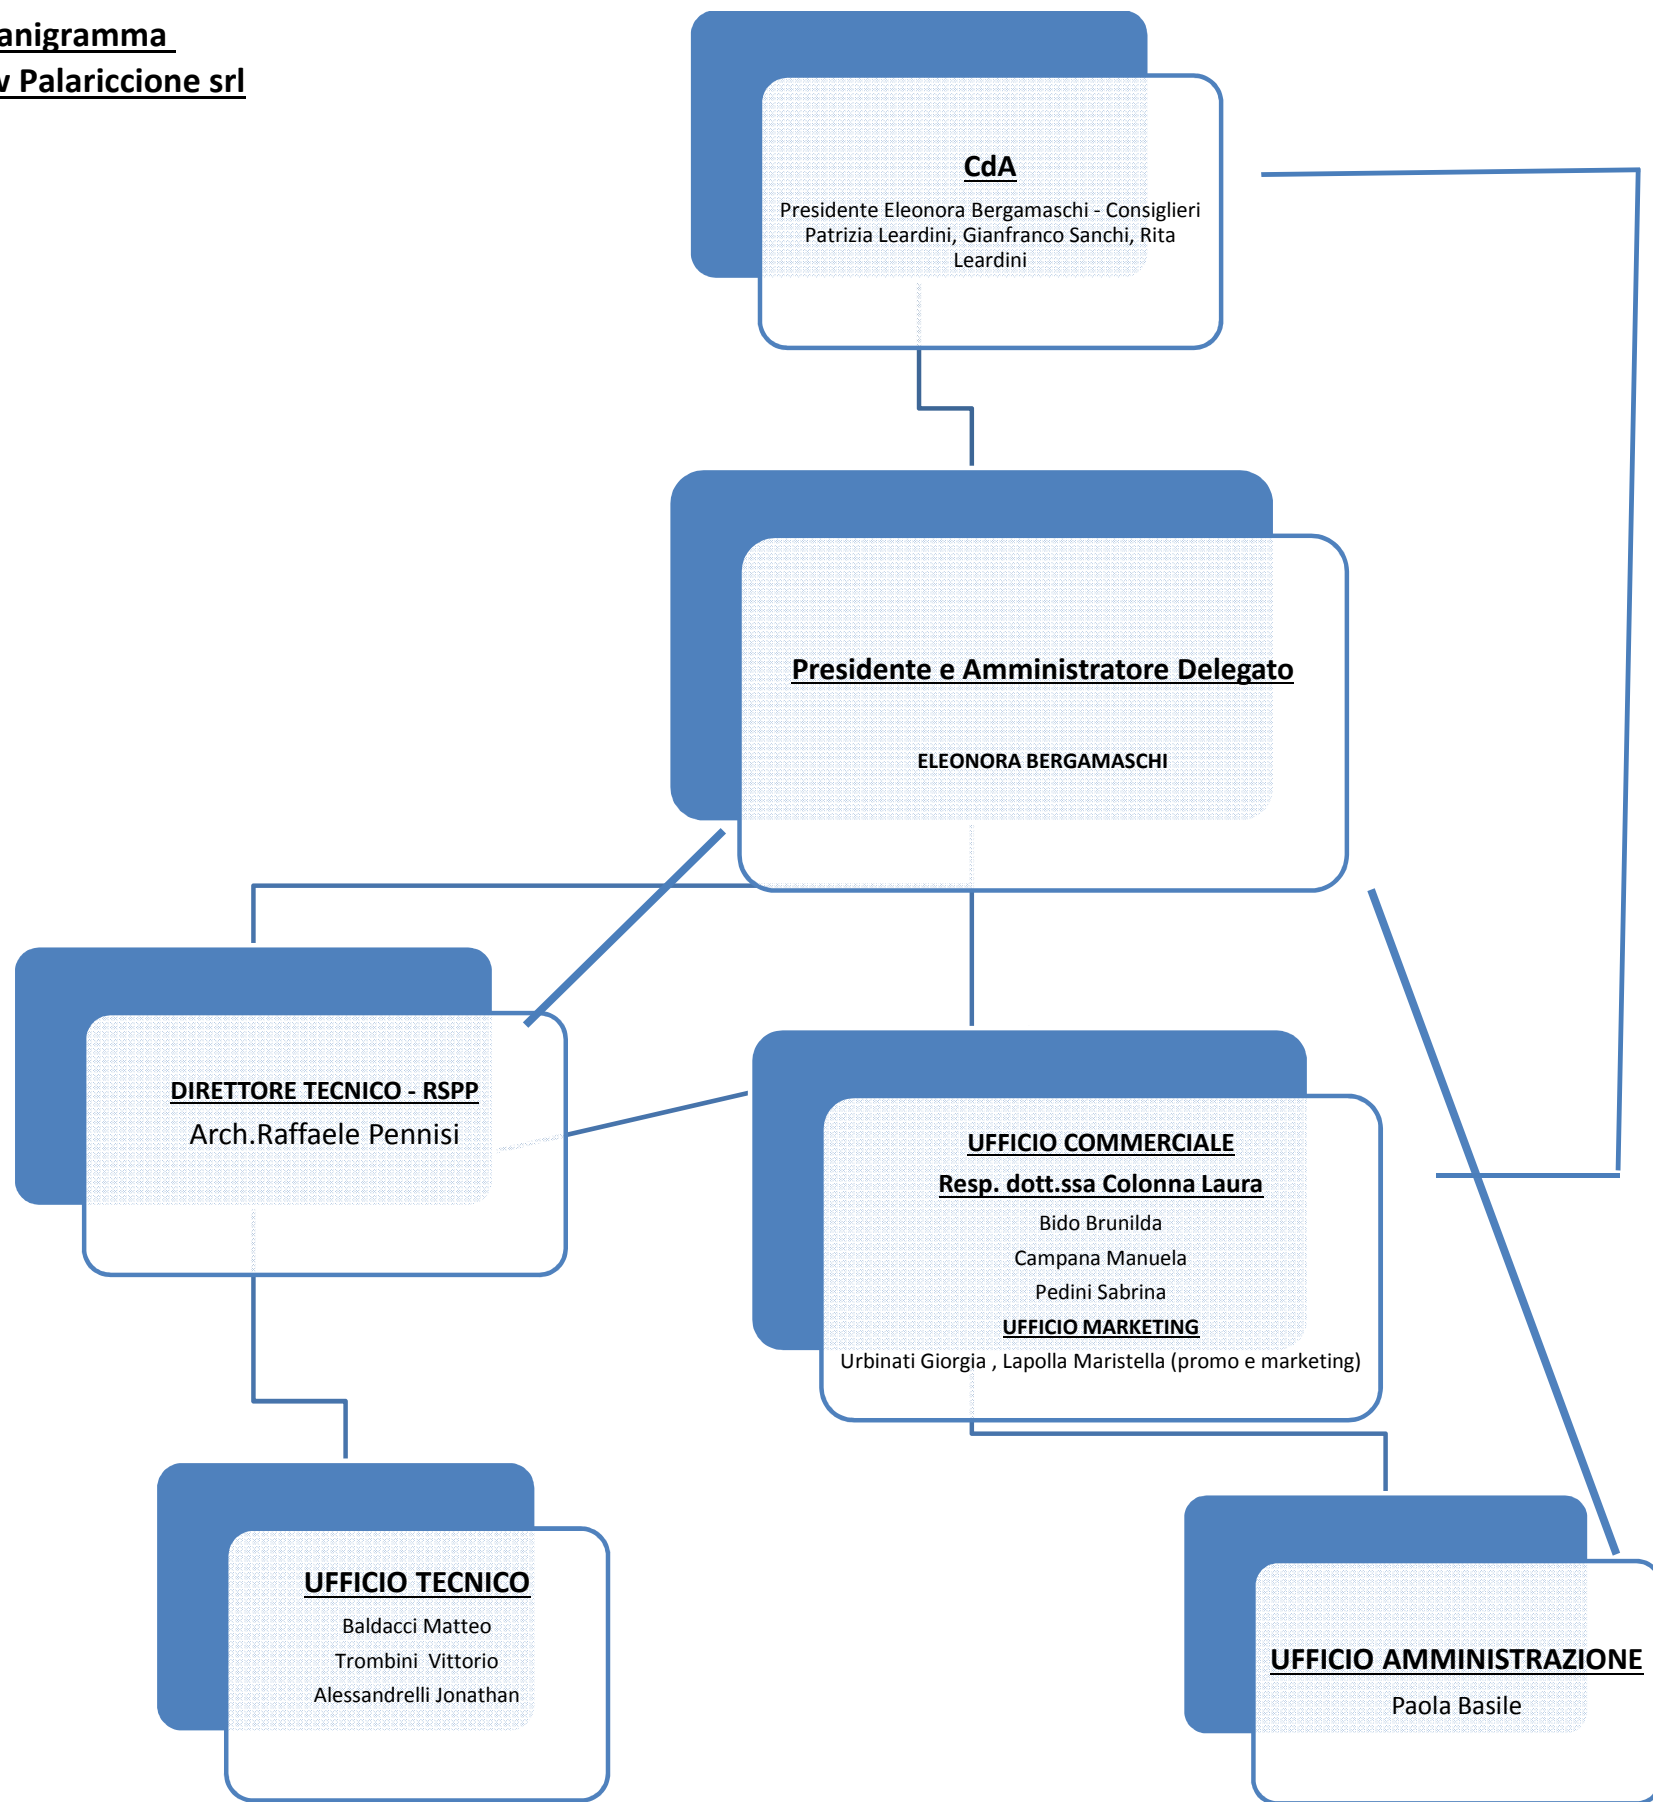 anigramma
Palariccione srl
CdA
Presidente Eleonora Bergamaschi - Consiglieri
Patrizia Leardini, Gianfranco Sanchi, Rita
Leardini
Presidente e Amministratore Delegato
ELEONORA BERGAMASCHI
DIRETTORE TECNICO - RSPP
Arch.Raffaele Pennisi
UFFICIO COMMERCIALE
Resp. dott.ssa Colonna Laura
Bido Brunilda
Campana Manuela
Pedini Sabrina
UFFICIO MARKETING
Urbinati Giorgia , Lapolla Maristella (promo e marketing)
UFFICIO TECNICO
Baldacci Matteo
Trombini Vittorio
Alessandrelli Jonathan
UFFICIO AMMINISTRAZIONE
Paola Basile